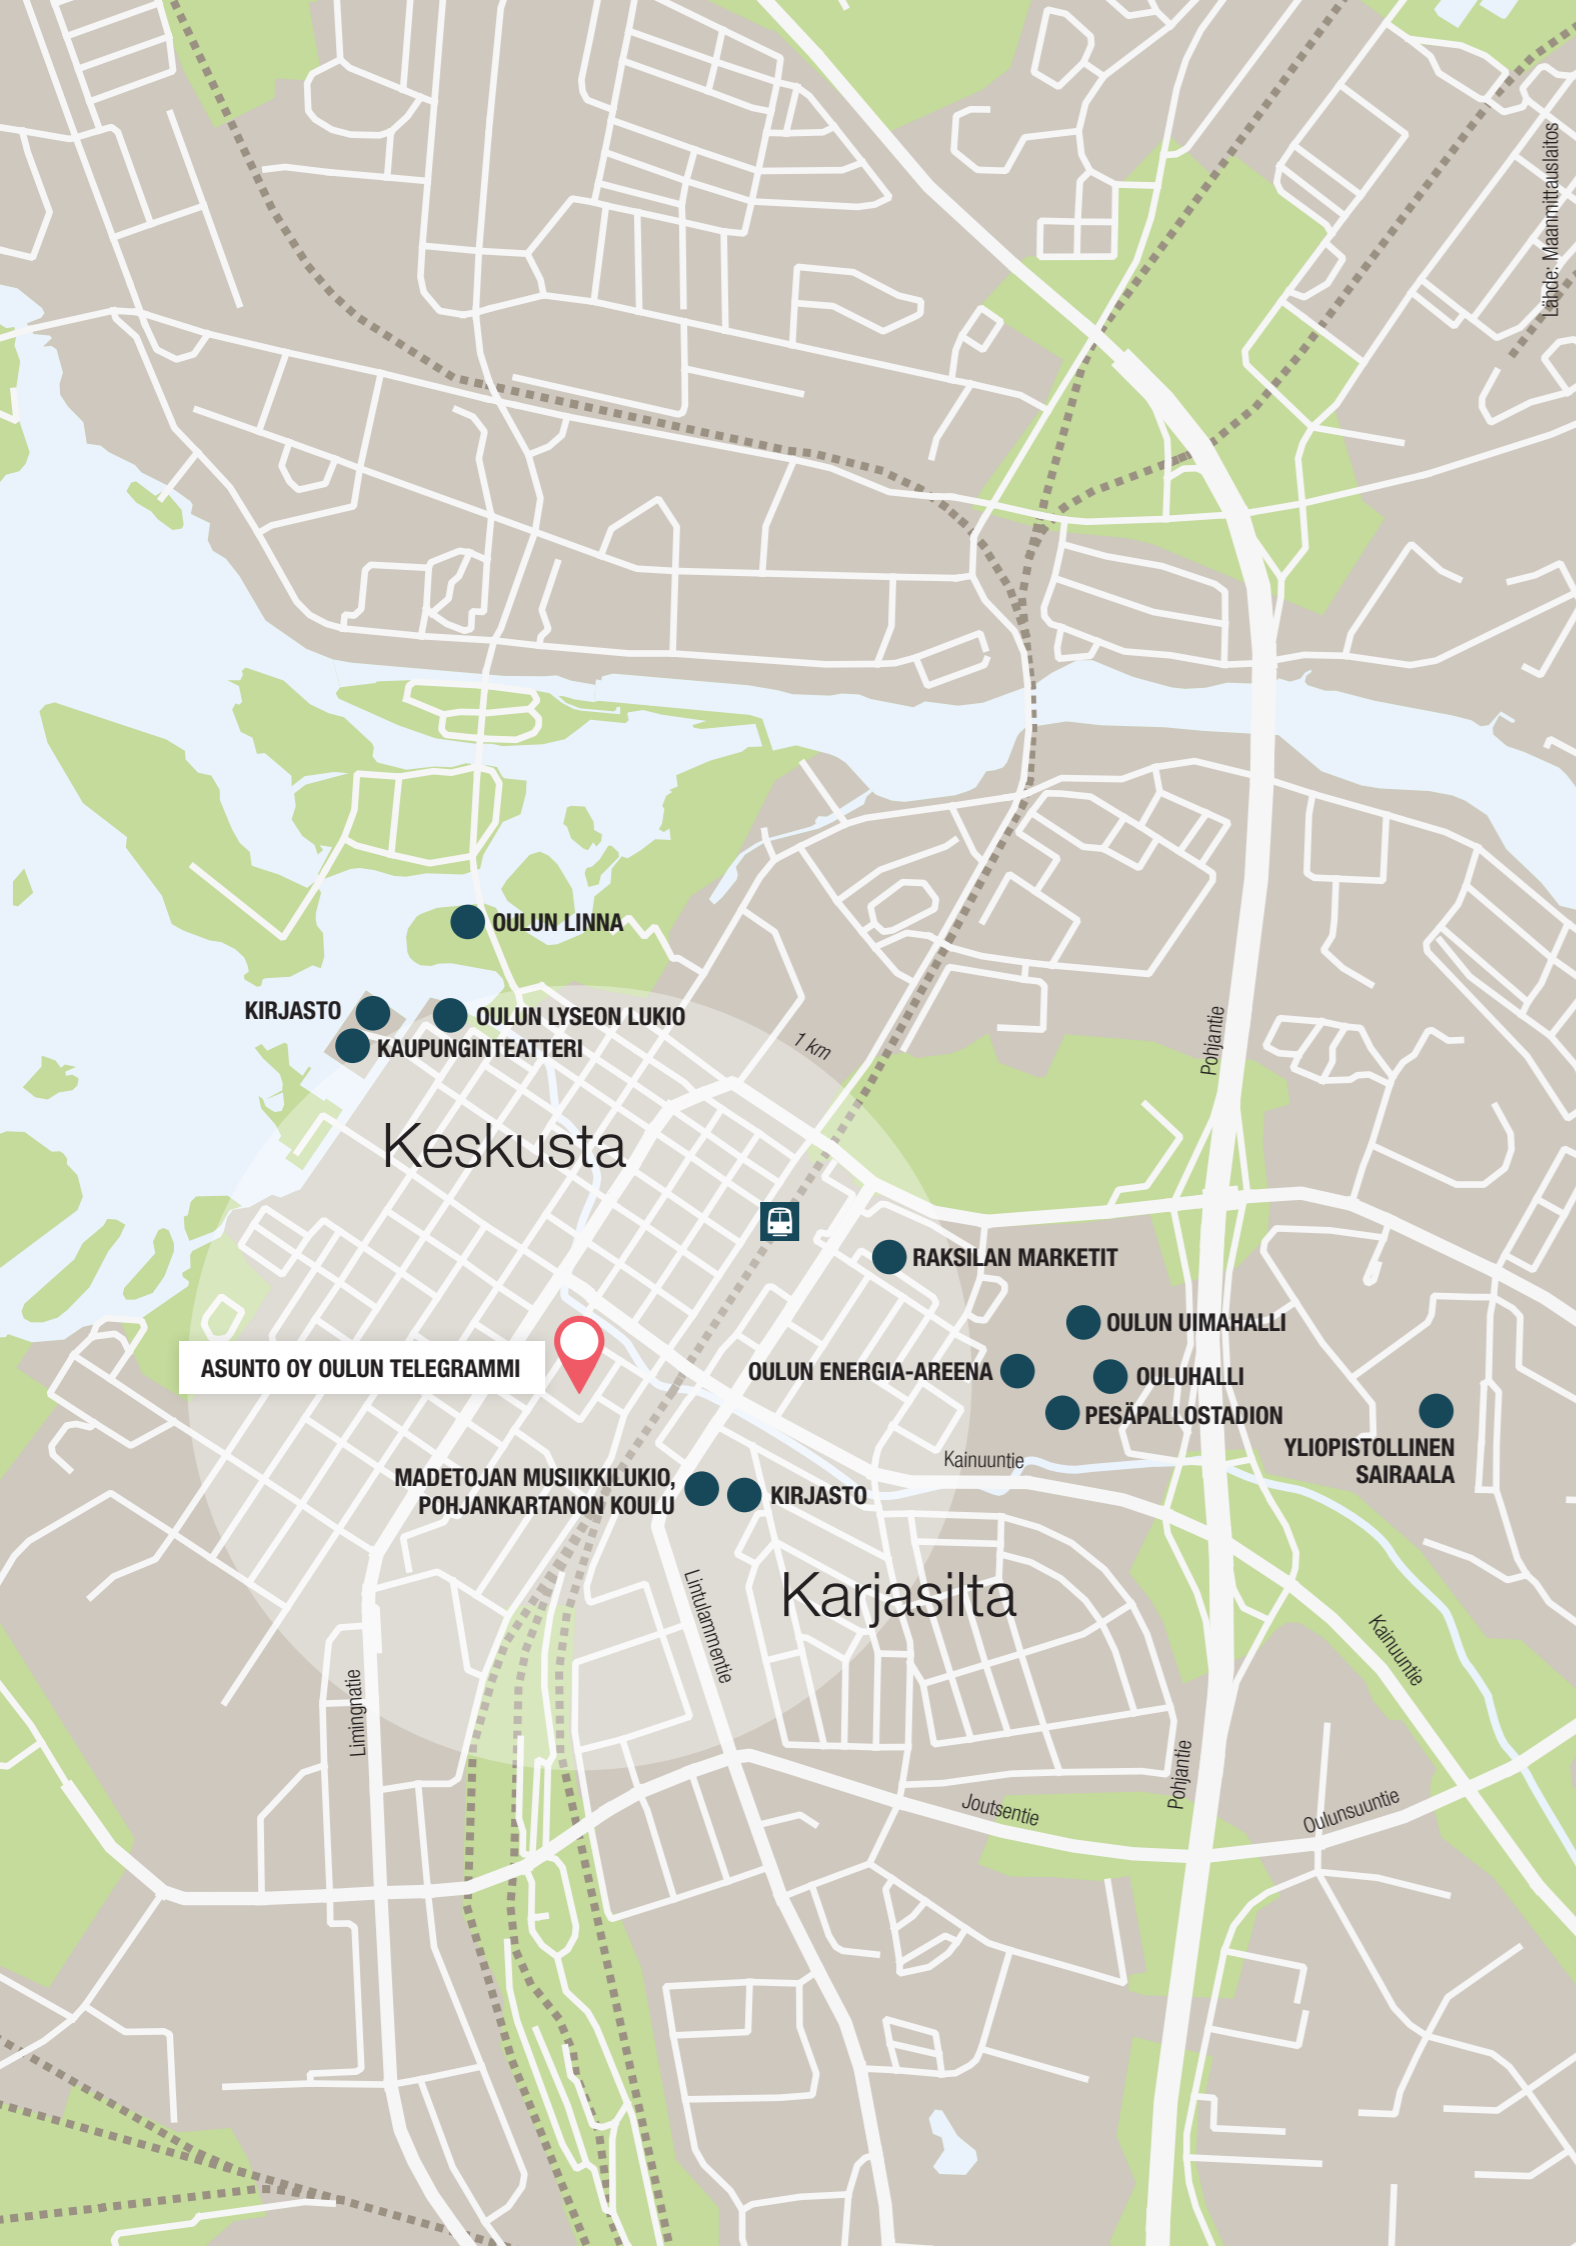 Lähde: Maanmittauslaitos
OULUN LINNA
KIRJASTO
OULUN LYSEON LUKIO
KAUPUNGINTEATTERI
1 km
Pohjantie
Keskusta
RAKSILAN MARKETIT
OULUN UIMAHALLI
ASUNTO OY OULUN TELEGRAMMI
OULUN ENERGIA-AREENA
OULUHALLI
PESÄPALLOSTADION
YLIOPISTOLLINEN
SAIRAALA
Kainuuntie
MADETOJAN MUSIIKKILUKIO,
POHJANKARTANON KOULU
KIRJASTO
Karjasilta
Lintulammentie
Kainuuntie
Limingnatie
Pohjantie
Joutsentie
Oulunsuuntie